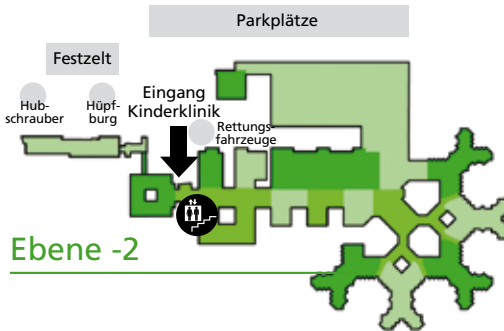 Parkplätze
Festzelt
Eingang
Kinderklinik
Hub-
schrauber
Hüpf-
burg
Rettungs-
fahrzeuge
Ebene -2